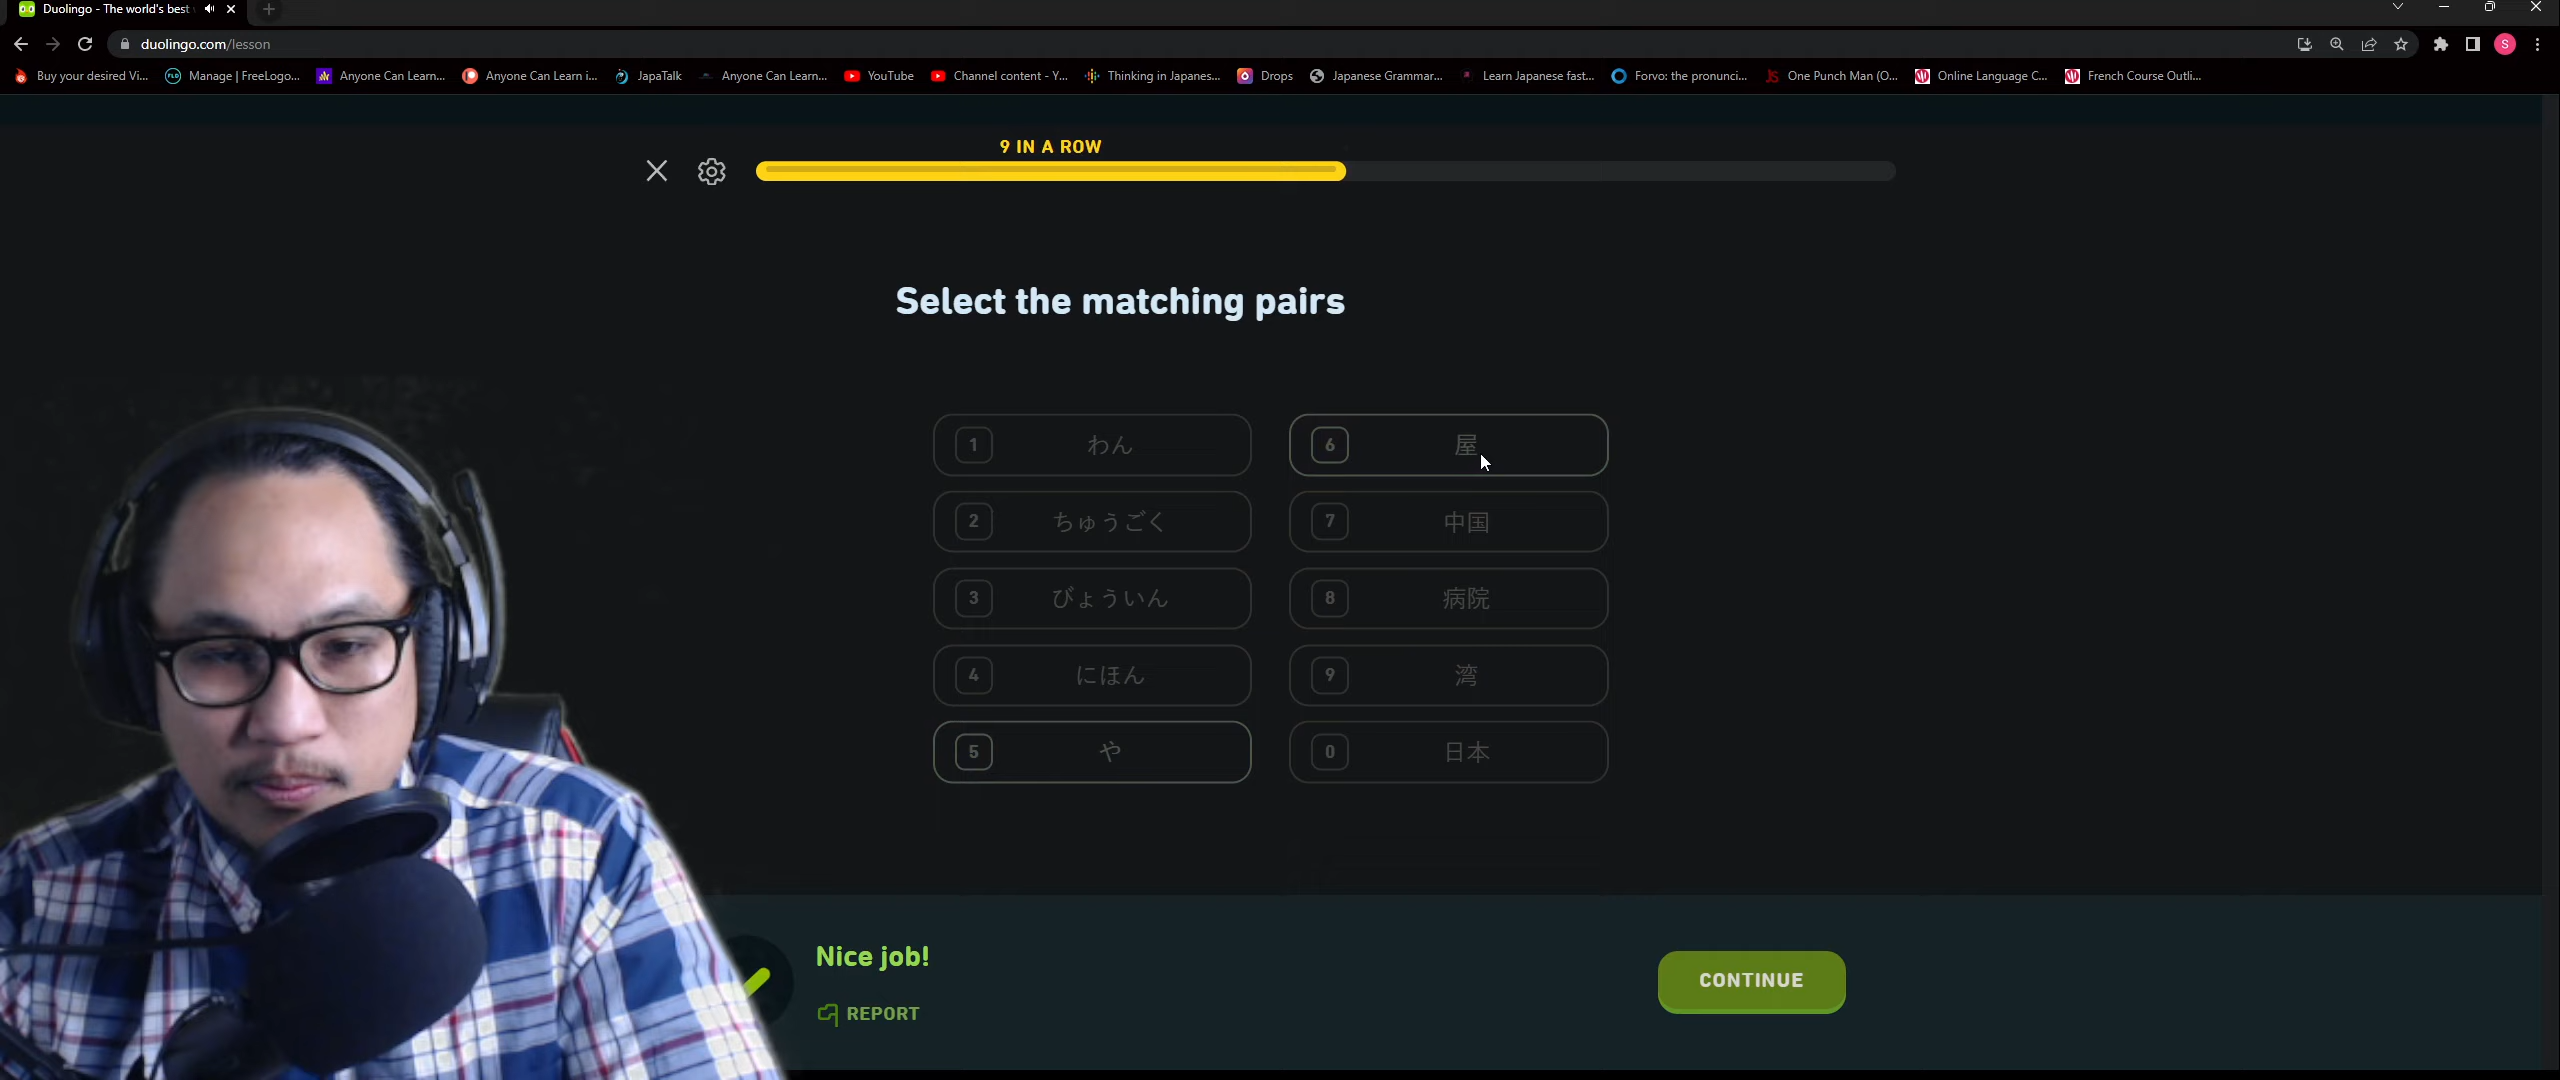 Duolingo - The world's best
duolingo.com/lesson
Buy your desired Vi... Manage | FreeLogo... Anyone Can Learn... Anyone Can Learn i... JapaTalk Anyone Can Learn... YouTube Channel content - Y... Thinking in Japanes... Drops Japanese Grammar... Learn Japanese fast... Forvo: the pronunci... One Punch Man (O... Online Language C... French Course Outli...
9 IN A ROW
Select the matching pairs
1 わん 6 屋
2 ちゅうごく 7 中国
3 びょういん 8 病院
4 にほん 9 湾
5 や 0 日本
Nice job!
CONTINUE
REPORT